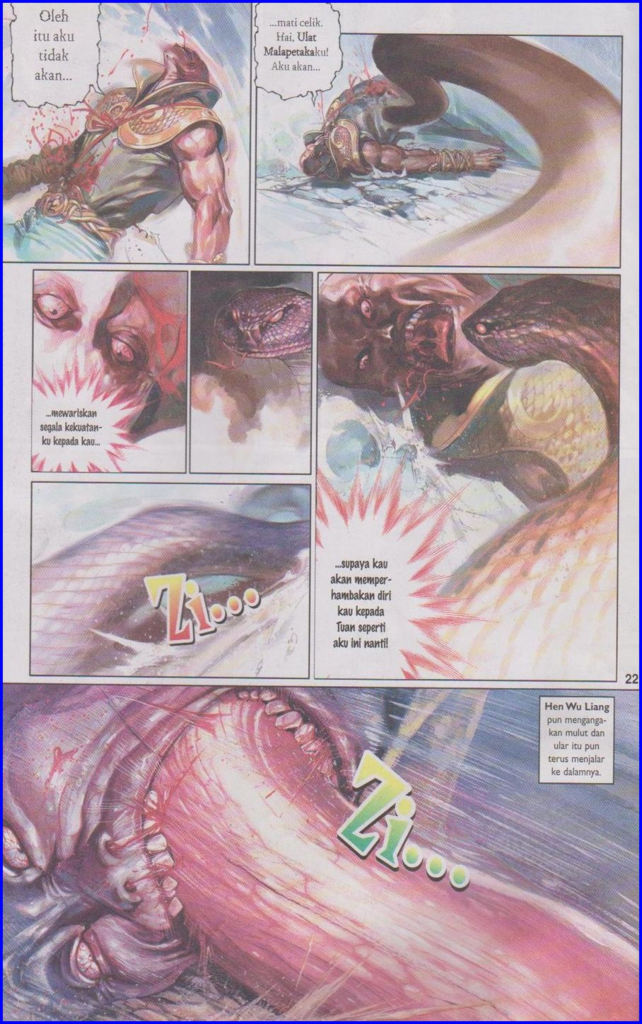 Oleh
itu aku
tidak
akan...
...mati celik.
Hai, Ulat
Malapetakaku!
Aku akan...
...mewariskan
segala kekuatan-
ku kepada kau...
...supaya kau
akan memper-
hambakan diri
kau kepada
Tuan seperti
aku ini nanti!
Zi...
22
Hen Wu Liang
pun menganga-
kan mulut dan
ular itu pun
terus menjalar
ke dalamnya.
Zi...